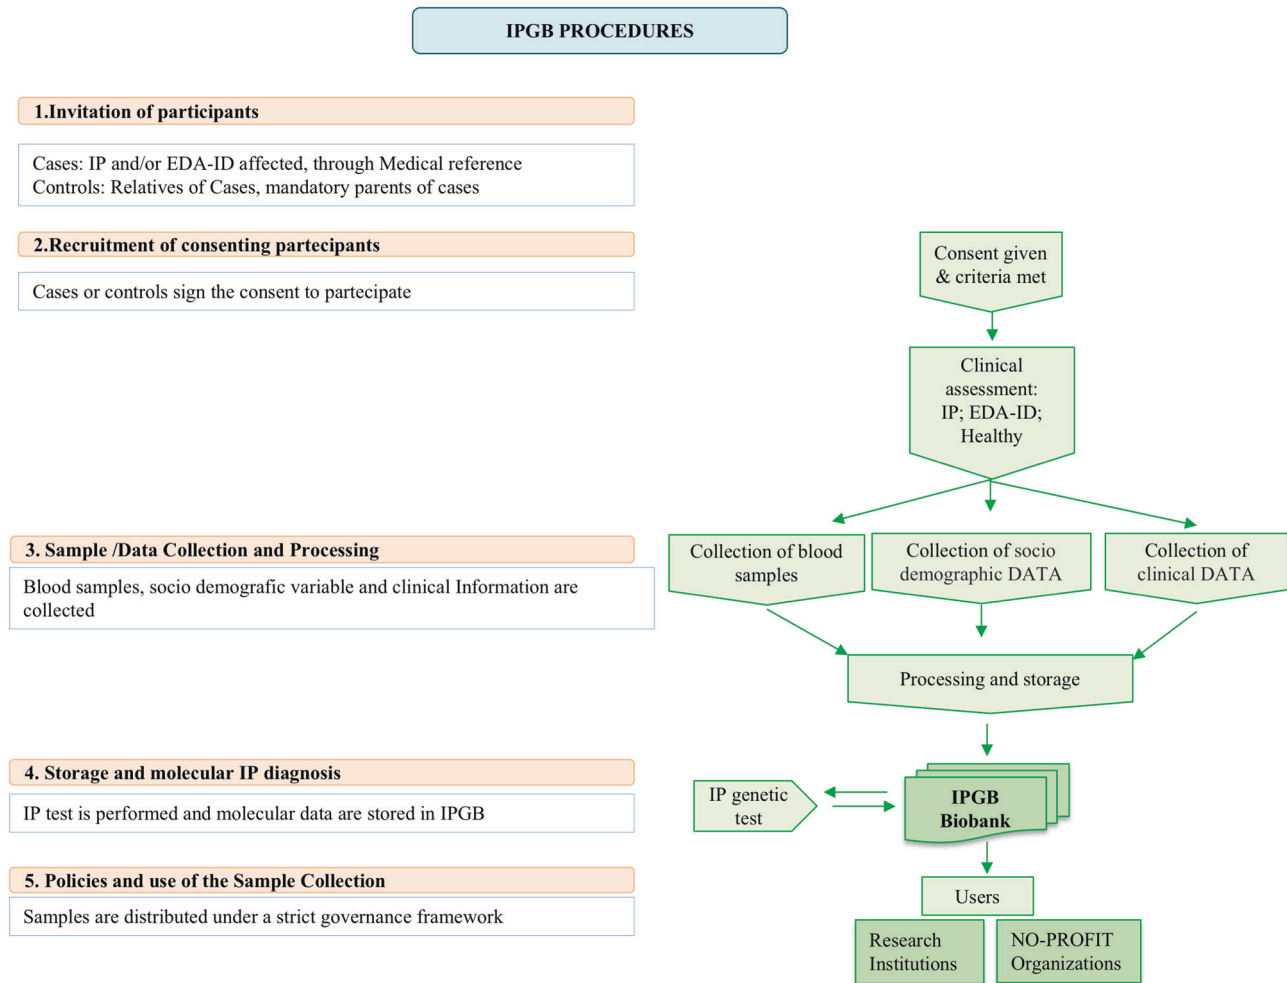 IPGB PROCEDURES
1.Invitation of participants
Cases: IP and/or EDA-ID affected, through Medical reference
Controls: Relatives of Cases, mandatory parents of cases
2.Recruitment of consenting partecipants
Cases or controls sign the consent to partecipate
Consent given
& criteria met
Clinical
assessment:
IP; EDA-ID;
Healthy
3. Sample /Data Collection and Processing
Blood samples, socio demografic variable and clinical Information are
collected
Collection of blood
samples
Collection of socio
demographic DATA
Collection of
clinical DATA
Processing and storage
4. Storage and molecular IP diagnosis
IP test is performed and molecular data are stored in IPGB
IP genetic
test
IPGB
Biobank
5. Policies and use of the Sample Collection
Samples are distributed under a strict governance framework
Users
Research
Institutions
NO-PROFIT
Organizations